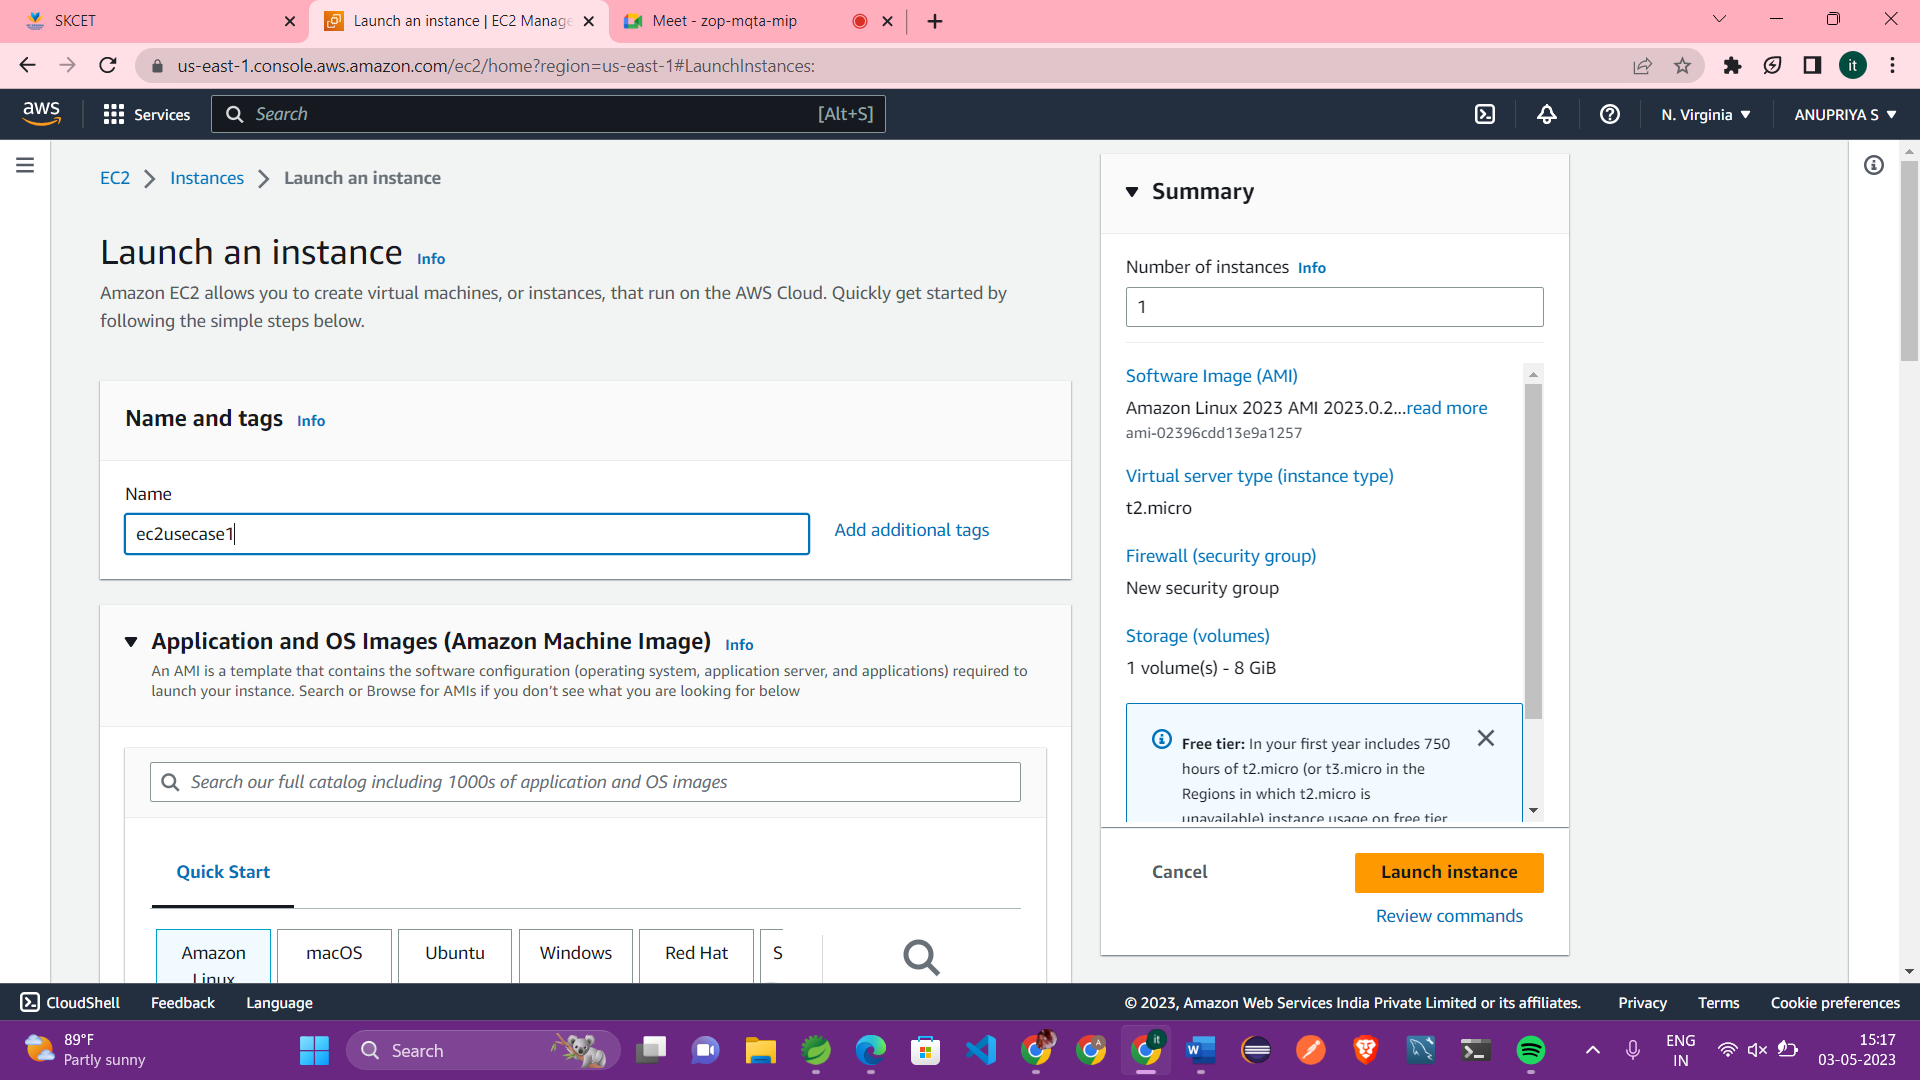 SKCET
Launch an instance | EC2 Manage
Meet - zop-mqta-mip
us-east-1.console.aws.amazon.com/ec2/home?region=us-east-1#LaunchInstances:
it
aws
Services
Search
[Alt+S]
N. Virginia
ANUPRIYA S
EC2
Instances
Launch an instance
Launch an instance Info
Amazon EC2 allows you to create virtual machines, or instances, that run on the AWS Cloud. Quickly get started by
following the simple steps below.
Name and tags Info
Name
ec2usecase1
Add additional tags
Application and OS Images (Amazon Machine Image) Info
An AMI is a template that contains the software configuration (operating system, application server, and applications) required to
launch your instance. Search or Browse for AMIs if you don't see what you are looking for below
Search our full catalog including 1000s of application and OS images
Quick Start
Amazon
Linux
macOS
Ubuntu
Windows
Red Hat
S
Summary
Number of instances Info
1
Software Image (AMI)
Amazon Linux 2023 AMI 2023.0.2...read more
ami-02396cdd13e9a1257
Virtual server type (instance type)
t2.micro
Firewall (security group)
New security group
Storage (volumes)
1 volume(s) - 8 GiB
Free tier: In your first year includes 750
hours of t2.micro (or t3.micro in the
Regions in which t2.micro is
unavailable) instance usage on free tier
Cancel
Launch instance
Review commands
CloudShell
Feedback
Language
© 2023, Amazon Web Services India Private Limited or its affiliates.
Privacy
Terms
Cookie preferences
89°F
Partly sunny
Search
A
it
W
ENG
IN
15:17
03-05-2023